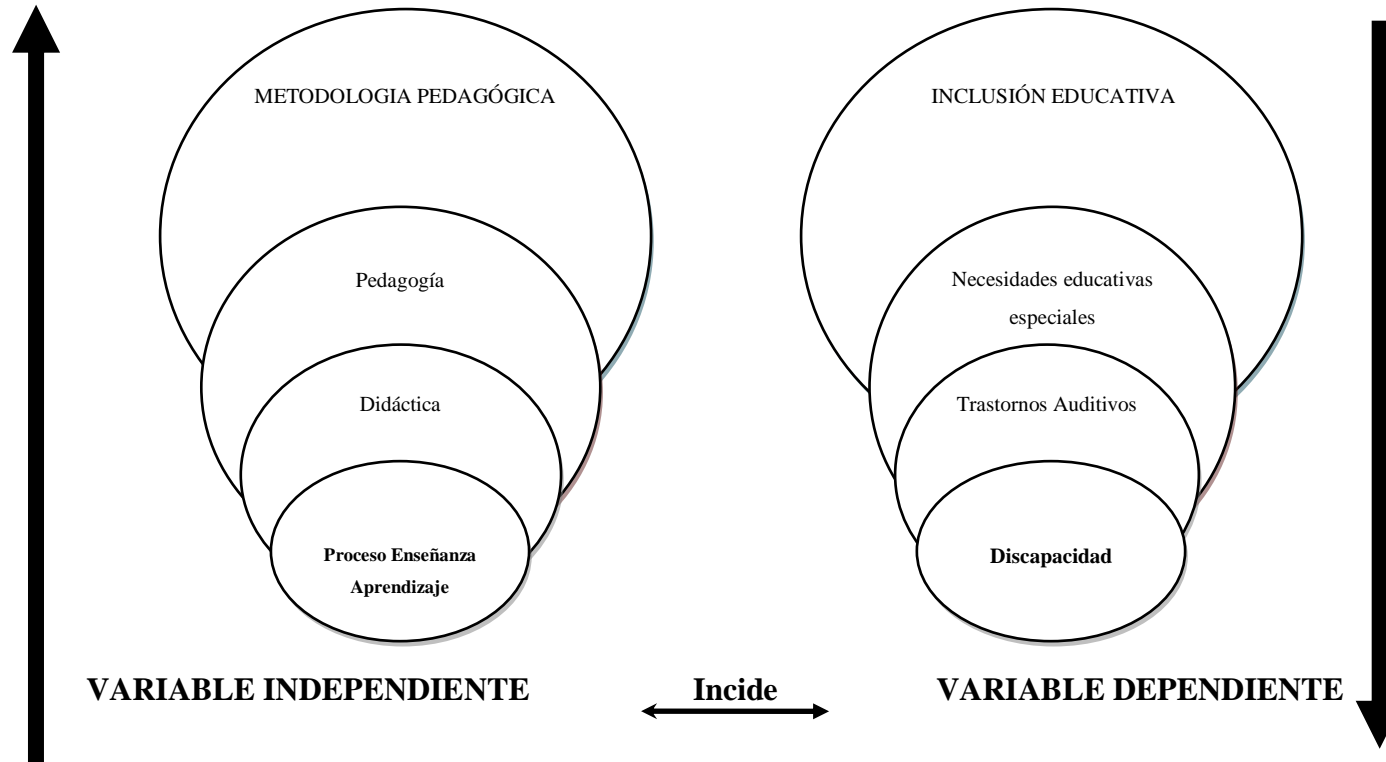 METODOLOGIA PEDAGÓGICA
Pedagogía
Didáctica
Proceso Enseñanza
Aprendizaje
INCLUSIÓN EDUCATIVA
Necesidades educativas
especiales
Trastornos Auditivos
Discapacidad
VARIABLE INDEPENDIENTE
Incide
VARIABLE DEPENDIENTE